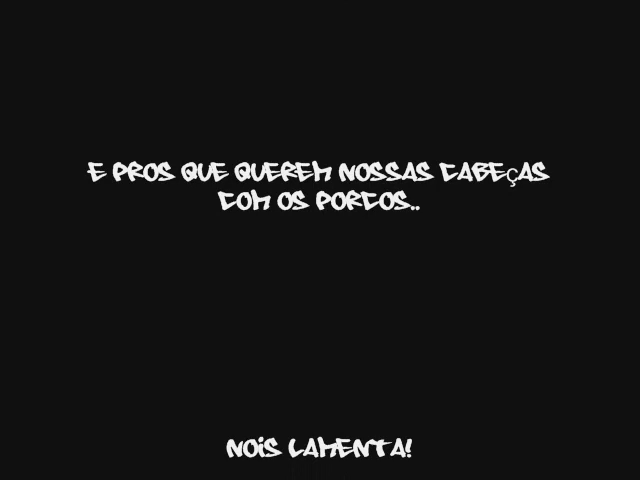 E PROS QUE QUEREM NOSSAS CABEÇAS
COM OS PORCOS..
NOIS LAMENTA!